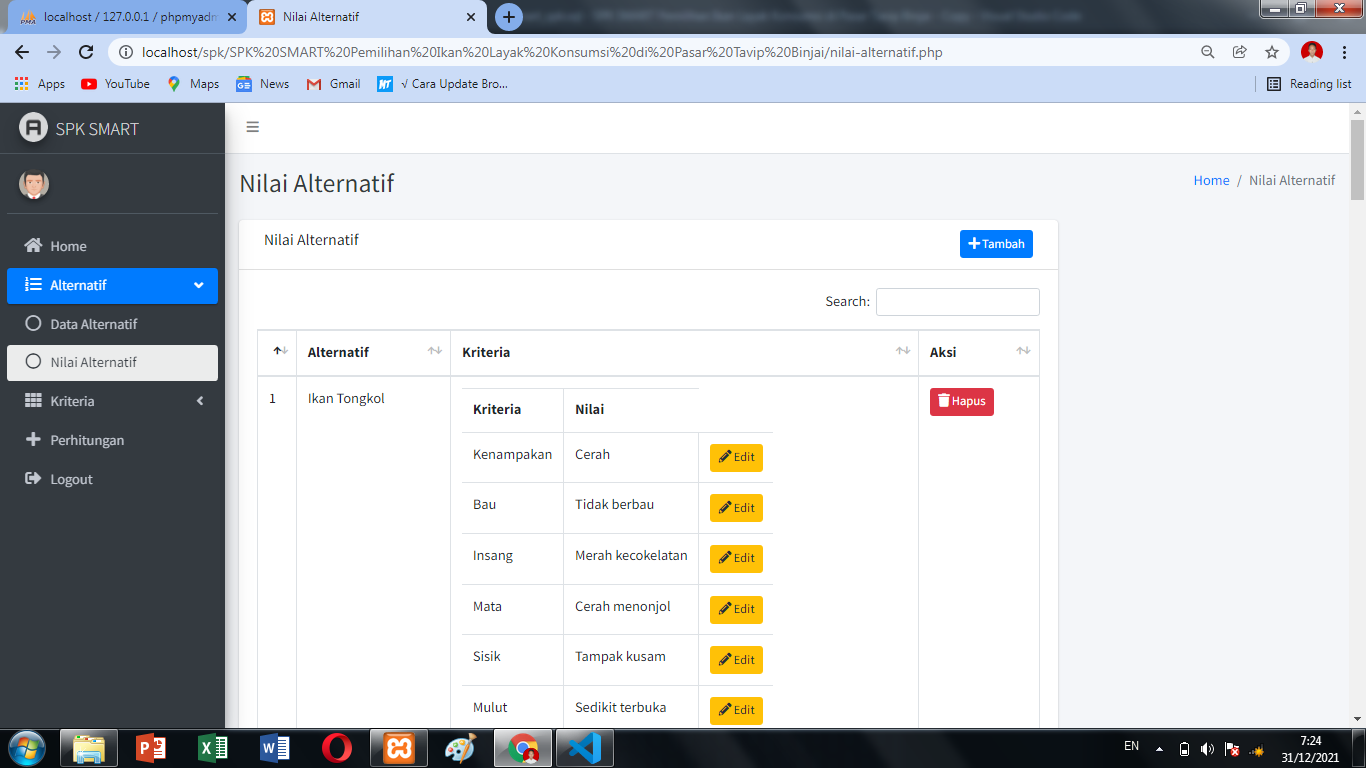 localhost / 127.0.0.1 / phpmyadm
Nilai Alternatif
localhost/spk/SPK%20SMART%20Pemilihan%20Ikan%20Layak%20Konsumsi%20di%20Pasar%20Tavip%20Binjai/nilai-alternatif.php
Apps YouTube Maps News Gmail √ Cara Update Bro... Reading list
SPK SMART
Home
Alternatif
Data Alternatif
Nilai Alternatif
Kriteria
Perhitungan
Logout
Nilai Alternatif
Home / Nilai Alternatif
Nilai Alternatif
Tambah
Search:
Alternatif Kriteria Aksi
1 Ikan Tongkol Hapus
Kriteria Nilai
Kenampakan Cerah Edit
Bau Tidak berbau Edit
Insang Merah kecokelatan Edit
Mata Cerah menonjol Edit
Sisik Tampak kusam Edit
Mulut Sedikit terbuka Edit
EN
7:24
31/12/2021